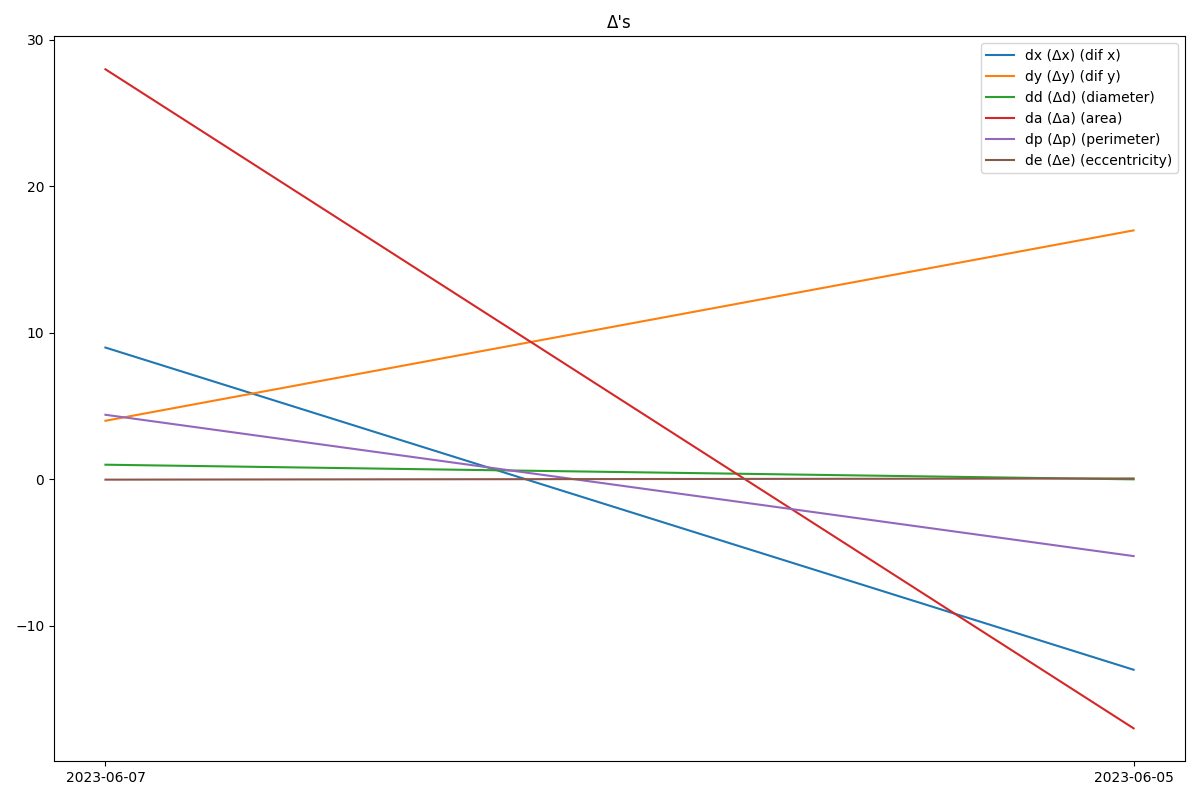 Δ's
30
20
10
0
−10
2023-06-07
2023-06-05
dx (Δx) (dif x)
dy (Δy) (dif y)
dd (Δd) (diameter)
da (Δa) (area)
dp (Δp) (perimeter)
de (Δe) (eccentricity)